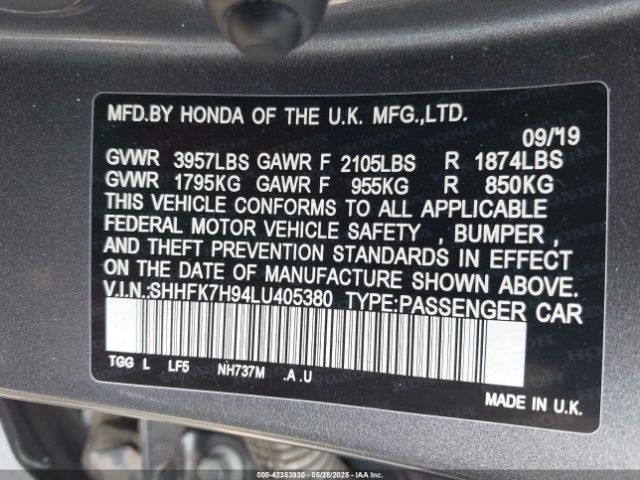 MFD.BY HONDA OF THE U.K. MFG.,LTD.
09/'19
GVWR 3957LBS GAWR F 2105LBS R 1874LBS
GVWR 1795KG GAWR F 955KG R 850KG
THIS VEHICLE CONFORMS TO ALL APPLICABLE
FEDERAL MOTOR VEHICLE SAFETY , BUMPER ,
AND THEFT PREVENTION STANDARDS IN EFFECT
ON THE DATE OF MANUFACTURE SHOWN ABOVE.
V.I.N.:SHHFK7H94LU405380 TYPE:PASSENGER CAR
TGG L LF5 NH737M .A .U
MADE IN U.K.
000-42353930 - 05/28/2025 - IAAI.COM